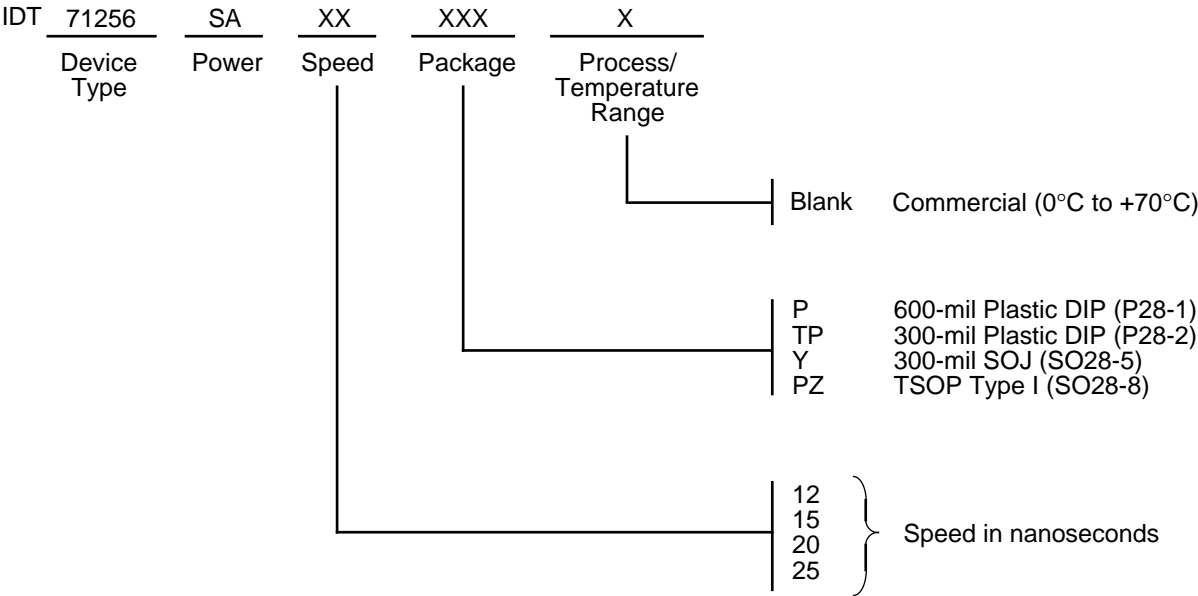 IDT 71256 SA XX XXX X
Device Type
Power
Speed
Package
Process/
Temperature
Range
Blank Commercial (0°C to +70°C)
P 600-mil Plastic DIP (P28-1)
TP 300-mil Plastic DIP (P28-2)
Y 300-mil SOJ (SO28-5)
PZ TSOP Type I (SO28-8)
12
15
20
25
Speed in nanoseconds